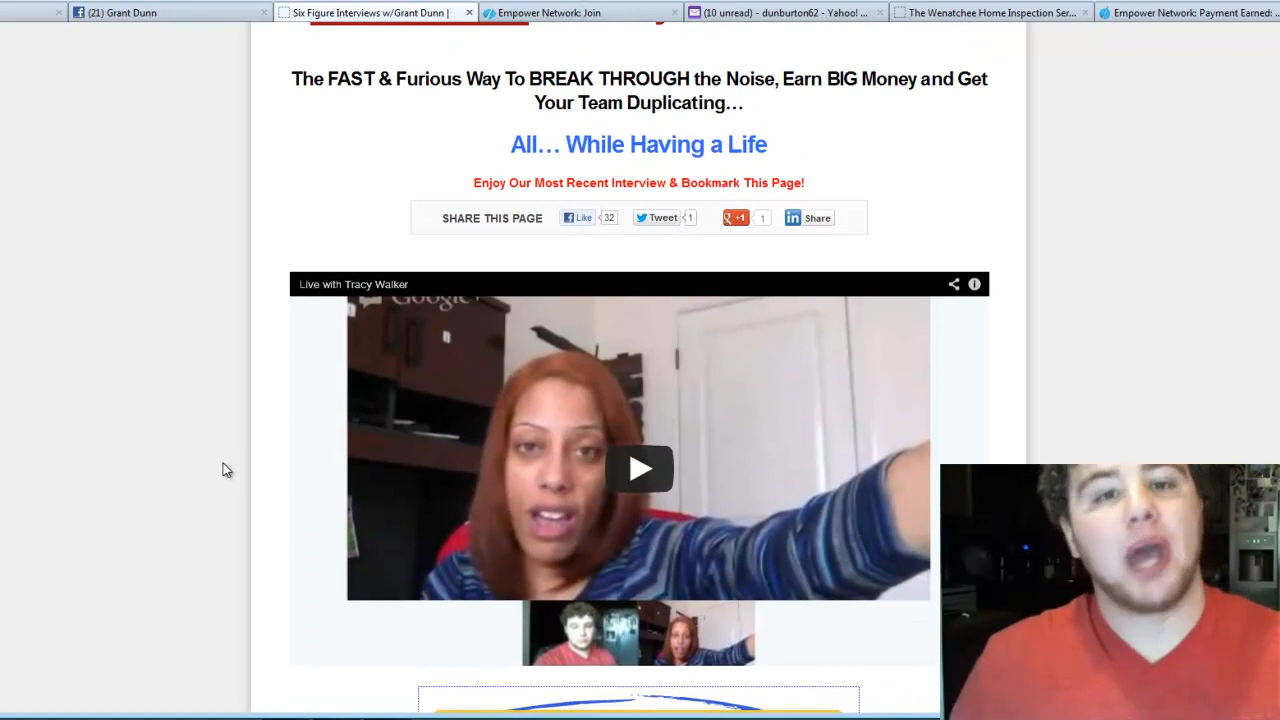 (21) Grant Dunn
Six Figure Interviews w/Grant Dunn |
Empower Network: Join
(10 unread) - dunburton62 - Yahoo! ...
The Wenatchee Home Inspection Ser...
Empower Network: Payment Earned: ...
The FAST & Furious Way To BREAK THROUGH the Noise, Earn BIG Money and Get
Your Team Duplicating…
All… While Having a Life
Enjoy Our Most Recent Interview & Bookmark This Page!
SHARE THIS PAGE
Like 32
Tweet 1
+1 1
in Share
Live with Tracy Walker
Google+